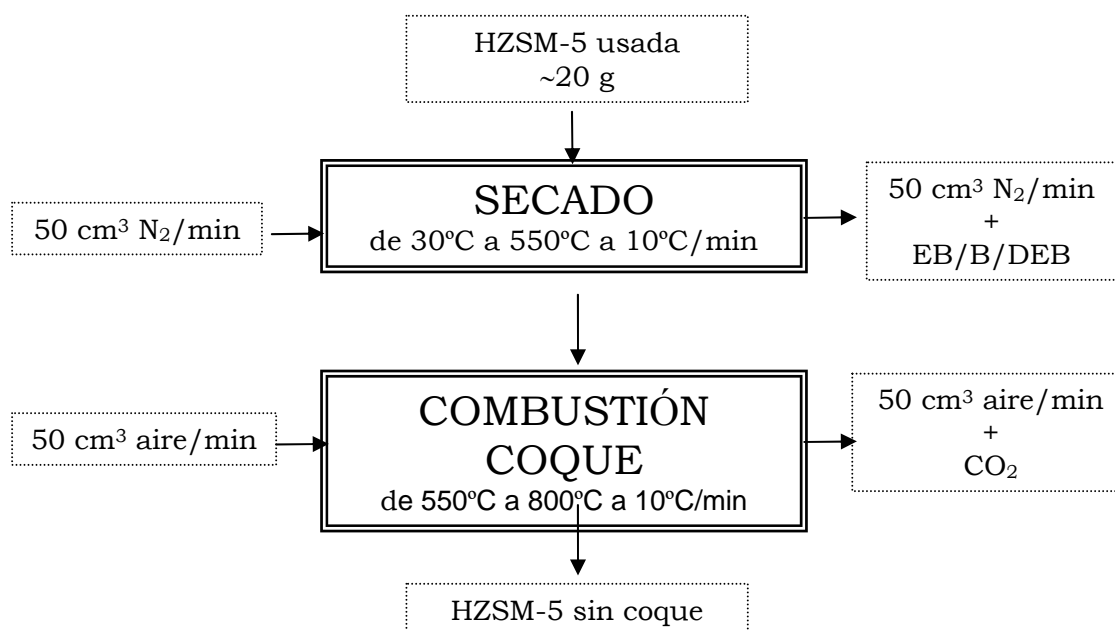 HZSM-5 usada
~20 g
50 cm³ N₂/min
SECADO
de 30ºC a 550ºC a 10ºC/min
50 cm³ N₂/min
+
EB/B/DEB
50 cm³ aire/min
COMBUSTIÓN
COQUE
de 550ºC a 800ºC a 10ºC/min
50 cm³ aire/min
+
CO₂
HZSM-5 sin coque